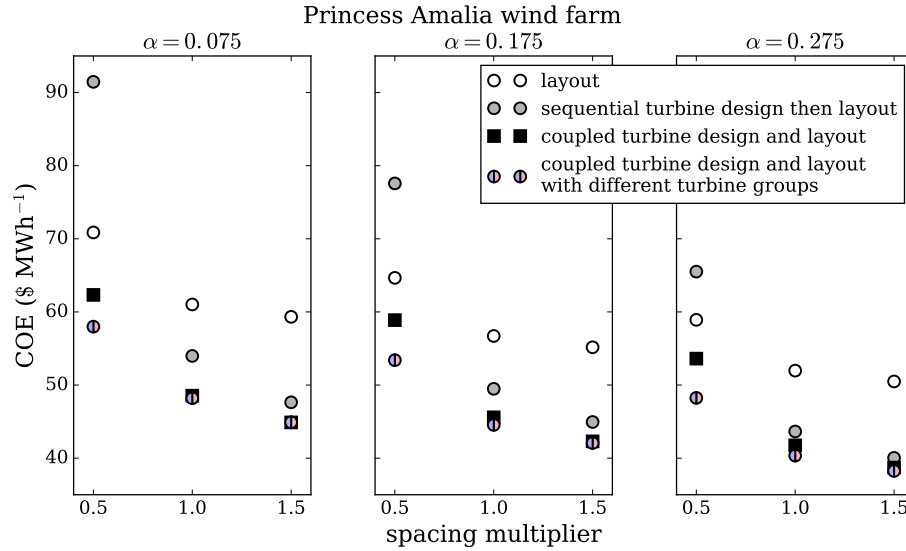 Princess Amalia wind farm
α = 0.075
α = 0.175
α = 0.275
layout
sequential turbine design then layout
coupled turbine design and layout
coupled turbine design and layout
with different turbine groups
COE ($ MWh⁻¹)
90
80
70
60
50
40
0.5 1.0 1.5
0.5 1.0 1.5
0.5 1.0 1.5
spacing multiplier